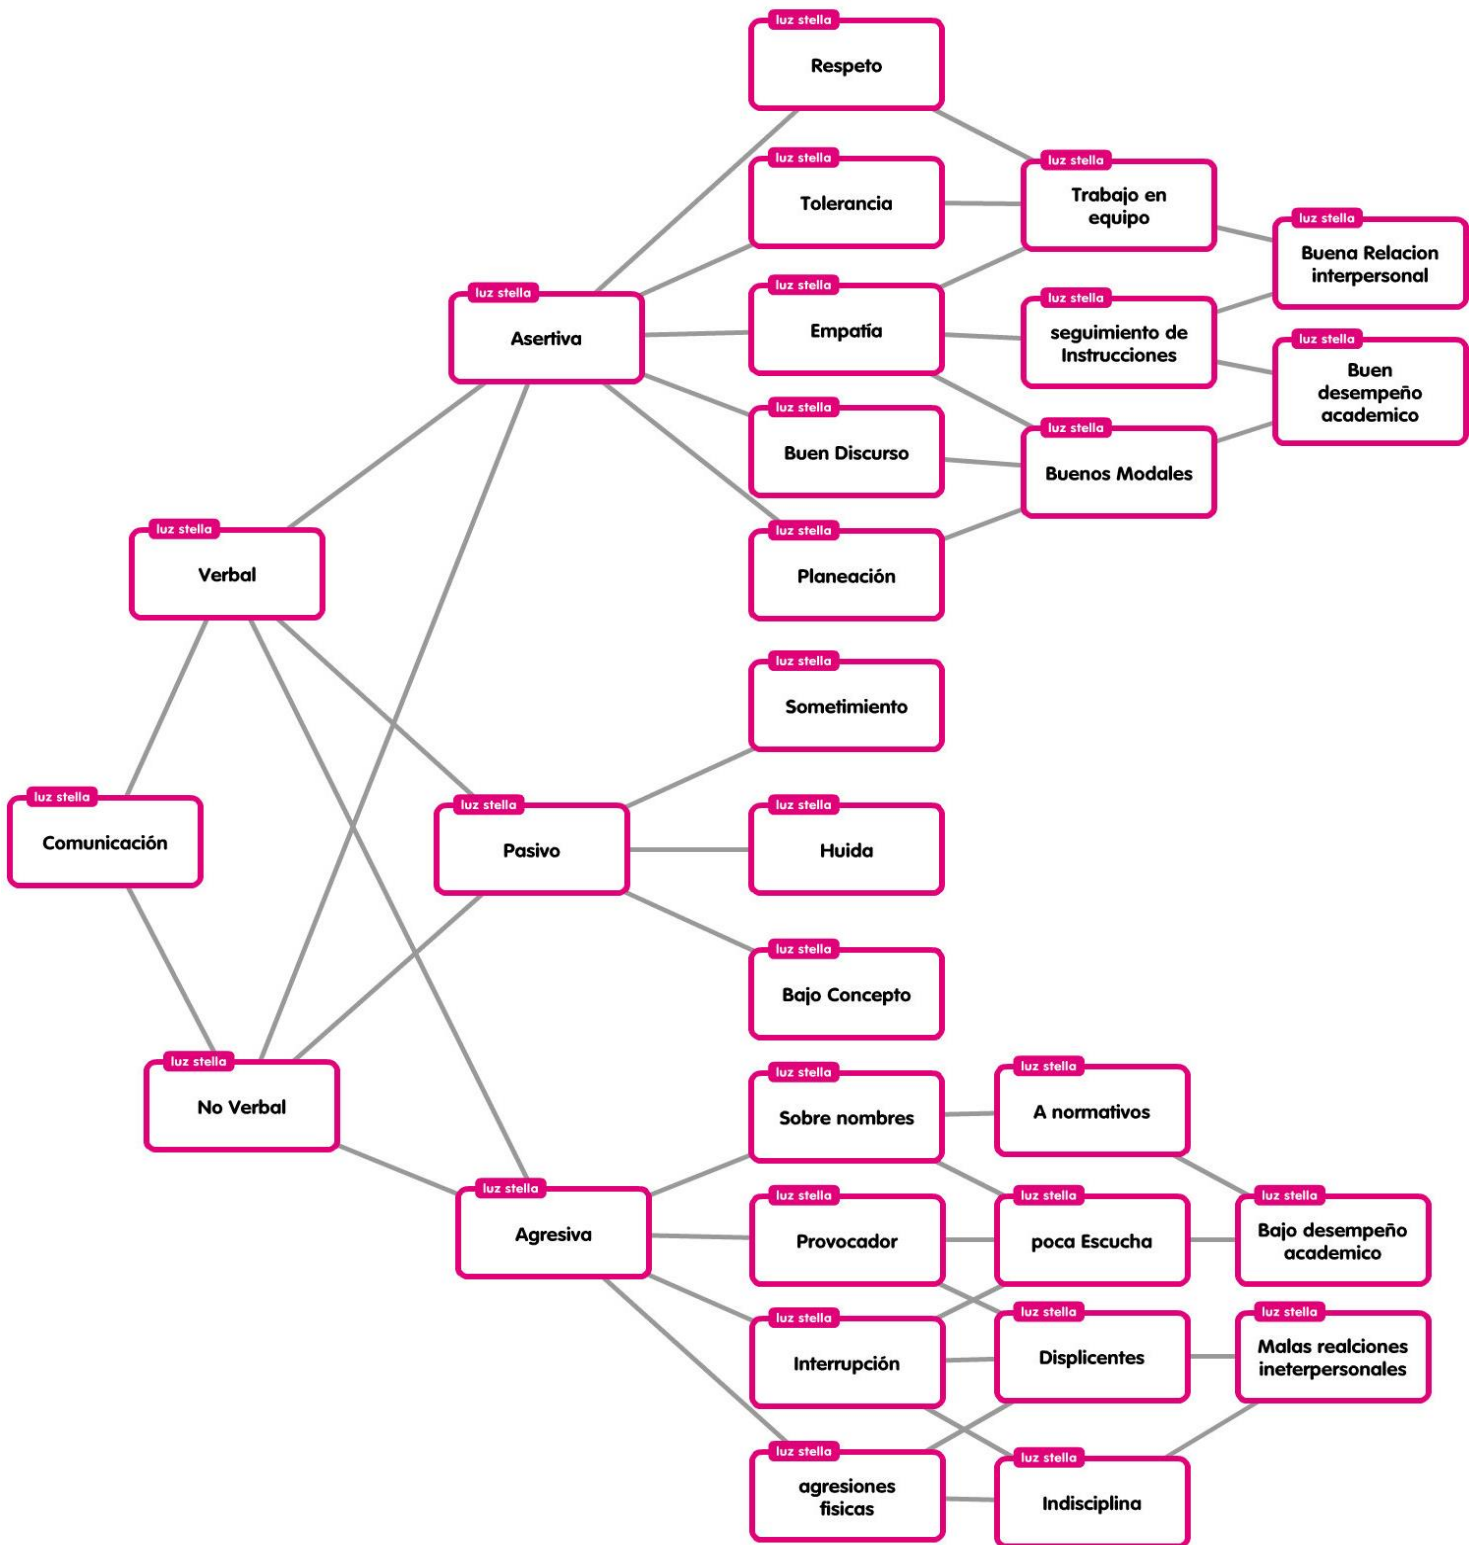 luz stella
Respeto
luz stella
Tolerancia
luz stella
Trabajo en
equipo
luz stella
Buena Relacion
interpersonal
luz stella
Asertiva
luz stella
Empatía
luz stella
seguimiento de
Instrucciones
luz stella
Buen
desempeño
academico
luz stella
Buen Discurso
luz stella
Buenos Modales
luz stella
Planeación
luz stella
Verbal
luz stella
Sometimiento
luz stella
Comunicación
luz stella
Pasivo
luz stella
Huida
luz stella
Bajo Concepto
luz stella
No Verbal
luz stella
Sobre nombres
luz stella
A normativos
luz stella
Agresiva
luz stella
Provocador
luz stella
poca Escucha
luz stella
Bajo desempeño
academico
luz stella
Interrupción
luz stella
Displicentes
luz stella
Malas realciones
ineterpersonales
luz stella
agresiones
fisicas
luz stella
Indisciplina